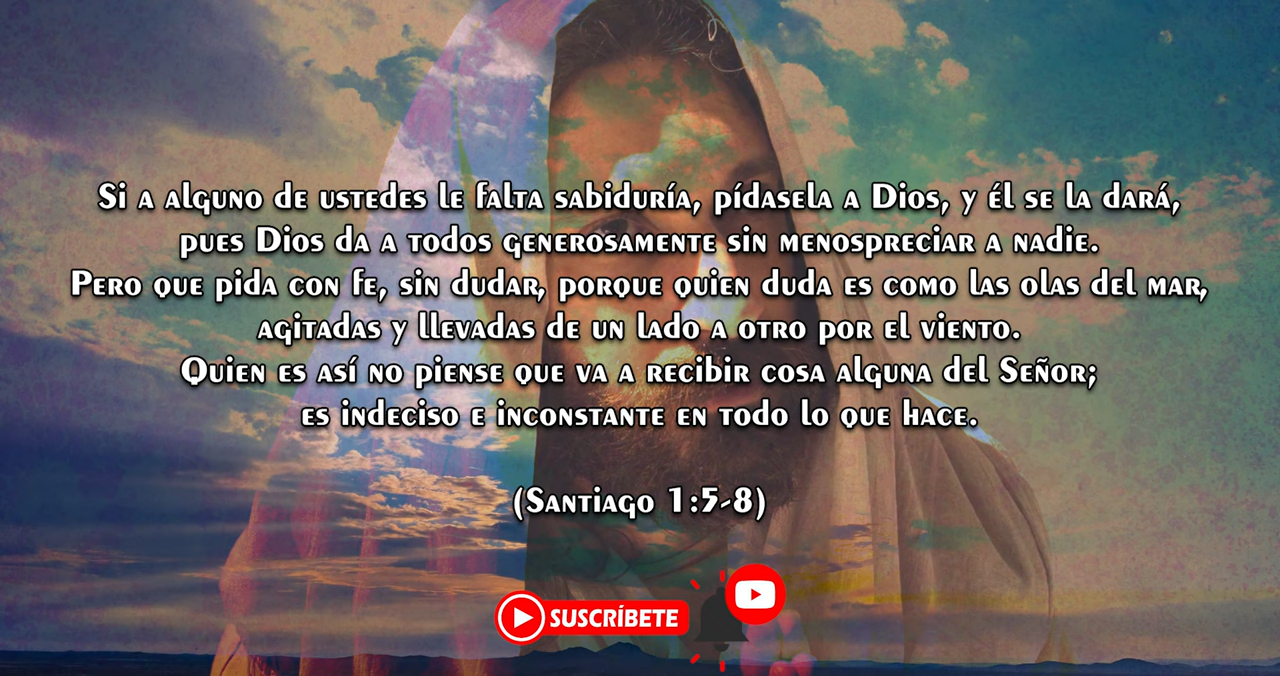 Si a alguno de ustedes le falta sabiduría, pídasela a Dios, y él se la dará,
pues Dios da a todos generosamente sin menospreciar a nadie.
Pero que pida con fe, sin dudar, porque quien duda es como las olas del mar,
agitadas y llevadas de un lado a otro por el viento.
Quien es así no piense que va a recibir cosa alguna del Señor;
es indeciso e inconstante en todo lo que hace.
(Santiago 1:5-8)
SUSCRÍBETE